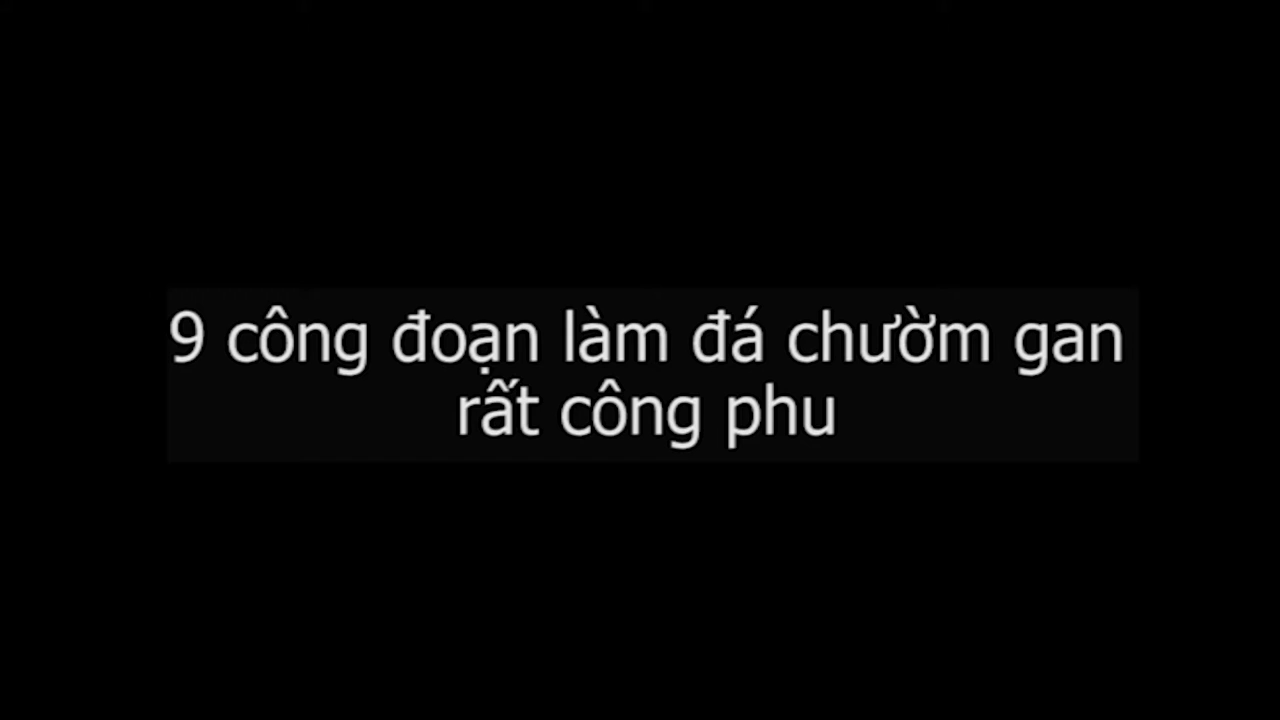 9 công đoạn làm đá chườm gan
rất công phu